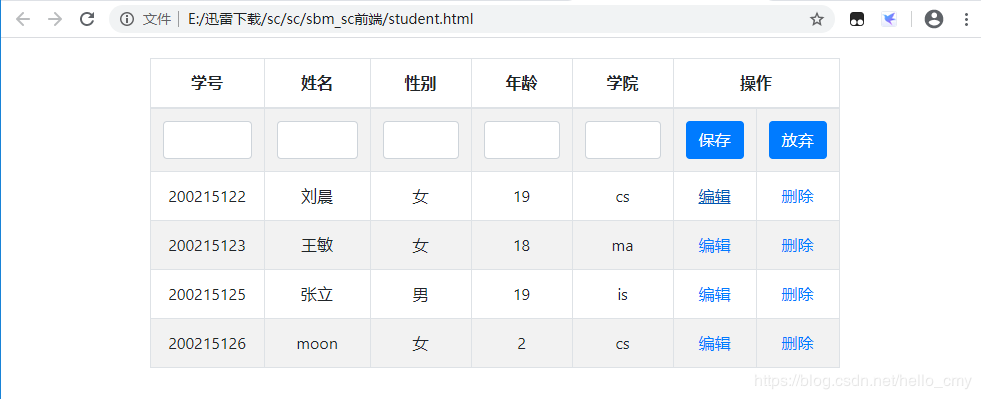 文件 E:/迅雷下载/sc/sc/sbm_sc前端/student.html
学号 姓名 性别 年龄 学院 操作
保存 放弃
200215122 刘晨 女 19 cs 编辑 删除
200215123 王敏 女 18 ma 编辑 删除
200215125 张立 男 19 is 编辑 删除
200215126 moon 女 2 cs 编辑 删除
https://blog.csdn.net/hello_cmy